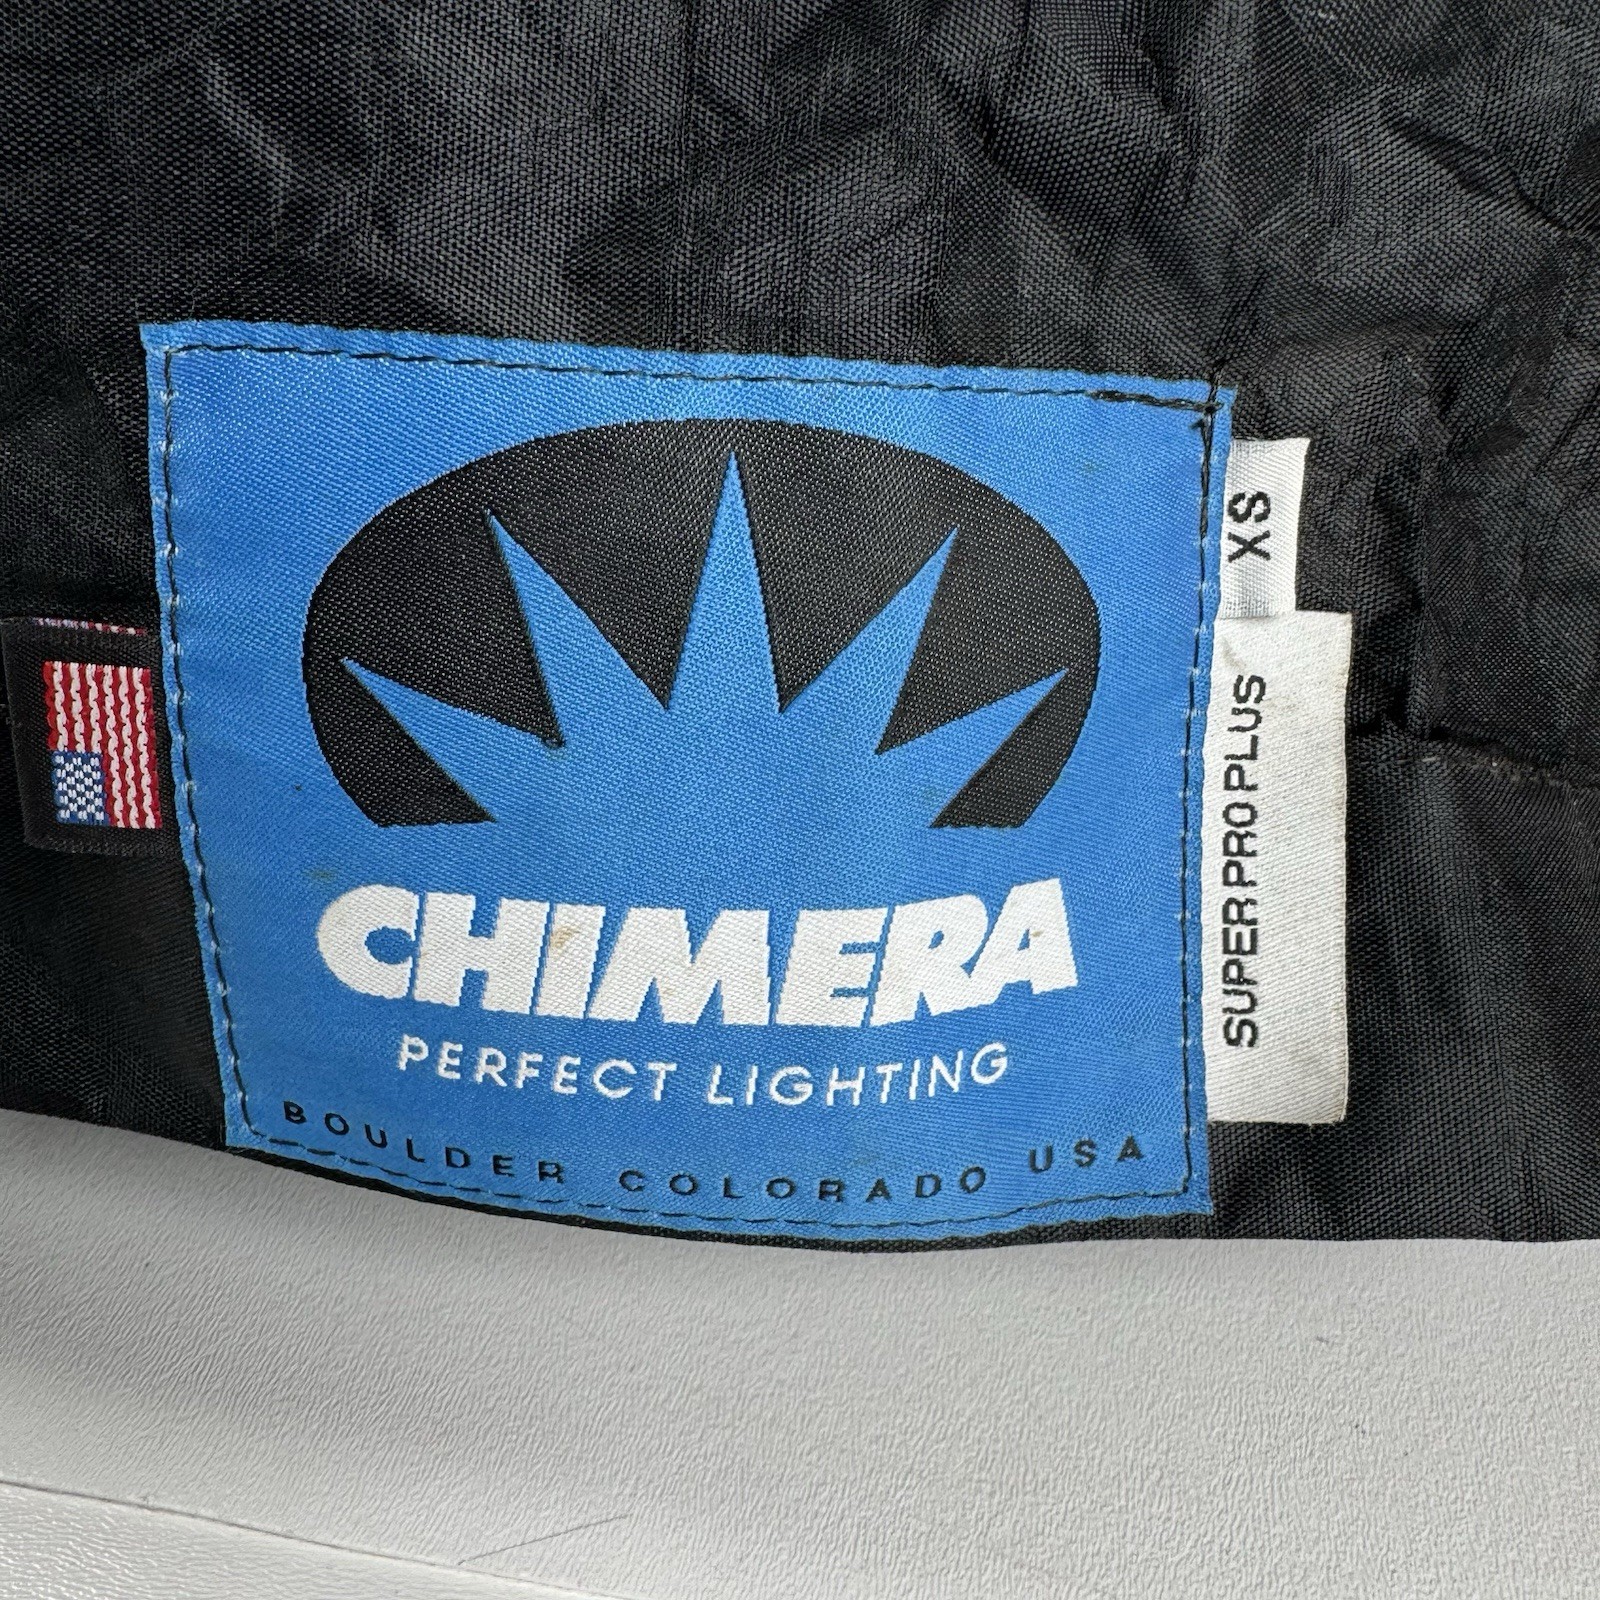 CHIMERA
PERFECT LIGHTING
BOULDER COLORADO USA
XS
SUPER PRO PLUS